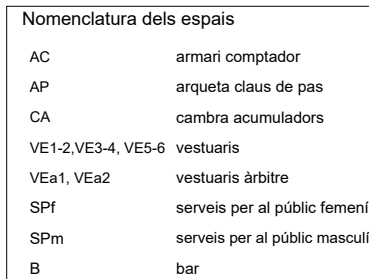 Nomenclatura dels espais
AC armari comptador
AP arqueta claus de pas
CA cambra acumuladors
VE1-2,VE3-4, VE5-6 vestuaris
VEa1, VEa2 vestuaris àrbitre
SPf serveis per al públic femení
SPm serveis per al públic masculí
B bar